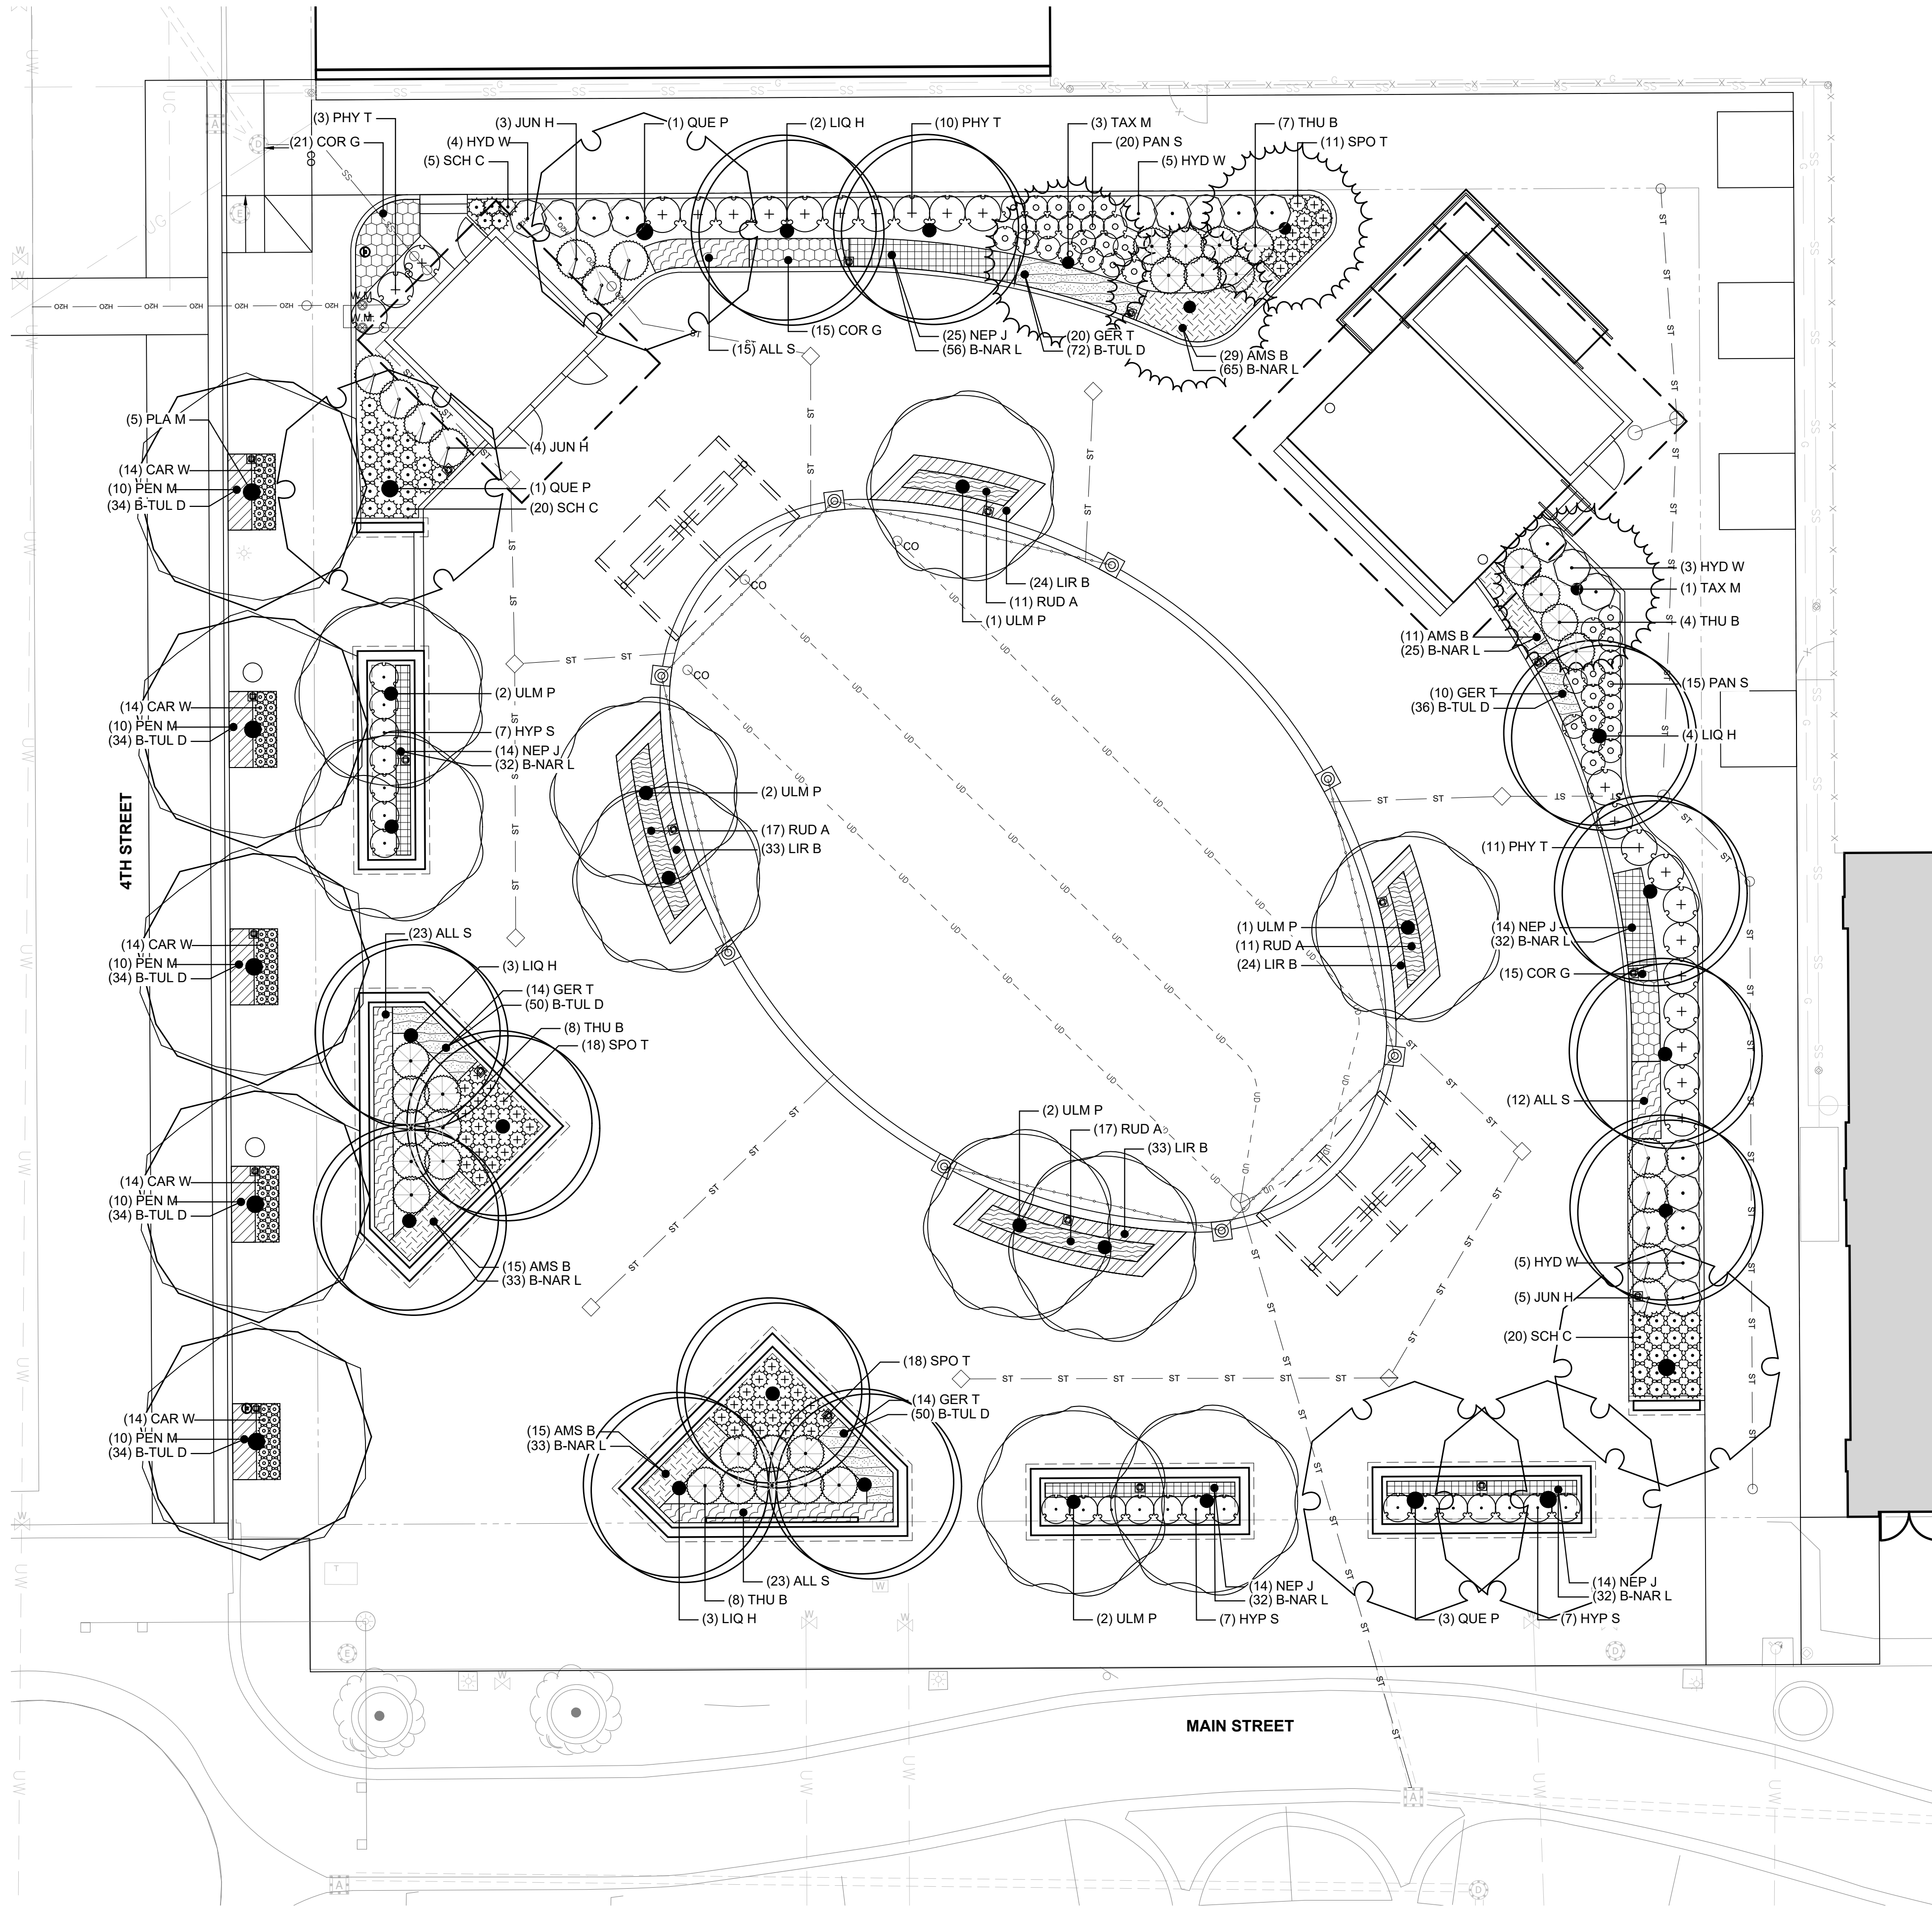 (3) PHY T
(21) COR G
(3) JUN H
(4) HYD W
(5) SCH C
(1) QUE P
(2) LIQ H
(10) PHY T
(3) TAX M
(20) PAN S
(5) HYD W
(7) THU B
(11) SPO T
(15) ALL S
(15) COR G
(25) NEP J
(56) B-NAR L
(20) GER T
(72) B-TUL D
(29) AMS B
(65) B-NAR L
W.M.
W.M.
(5) PLA M
(14) CAR W
(10) PEN M
(34) B-TUL D
(4) JUN H
(1) QUE P
(20) SCH C
(24) LIR B
(11) RUD A
(1) ULM P
CO
CO
CO
(3) HYD W
(1) TAX M
(4) THU B
(11) AMS B
(25) B-NAR L
(15) PAN S
(10) GER T
(36) B-TUL D
(4) LIQ H
(14) CAR W
(10) PEN M
(34) B-TUL D
(2) ULM P
(7) HYP S
(14) NEP J
(32) B-NAR L
(2) ULM P
(17) RUD A
(33) LIR B
4TH STREET
(11) PHY T
(1) ULM P
(11) RUD A
(24) LIR B
(14) NEP J
(32) B-NAR L
(15) COR G
(14) CAR W
(10) PEN M
(34) B-TUL D
(23) ALL S
(3) LIQ H
(14) GER T
(50) B-TUL D
(8) THU B
(18) SPO T
(12) ALL S
(2) ULM P
(17) RUD A
(33) LIR B
(14) CAR W
(10) PEN M
(34) B-TUL D
(15) AMS B
(33) B-NAR L
(5) HYD W
(5) JUN H
(20) SCH C
(18) SPO T
(14) GER T
(50) B-TUL D
(15) AMS B
(33) B-NAR L
(14) CAR W
(10) PEN M
(34) B-TUL D
(23) ALL S
(8) THU B
(3) LIQ H
(14) NEP J
(32) B-NAR L
(2) ULM P
(7) HYP S
(14) NEP J
(32) B-NAR L
(3) QUE P
(7) HYP S
MAIN STREET